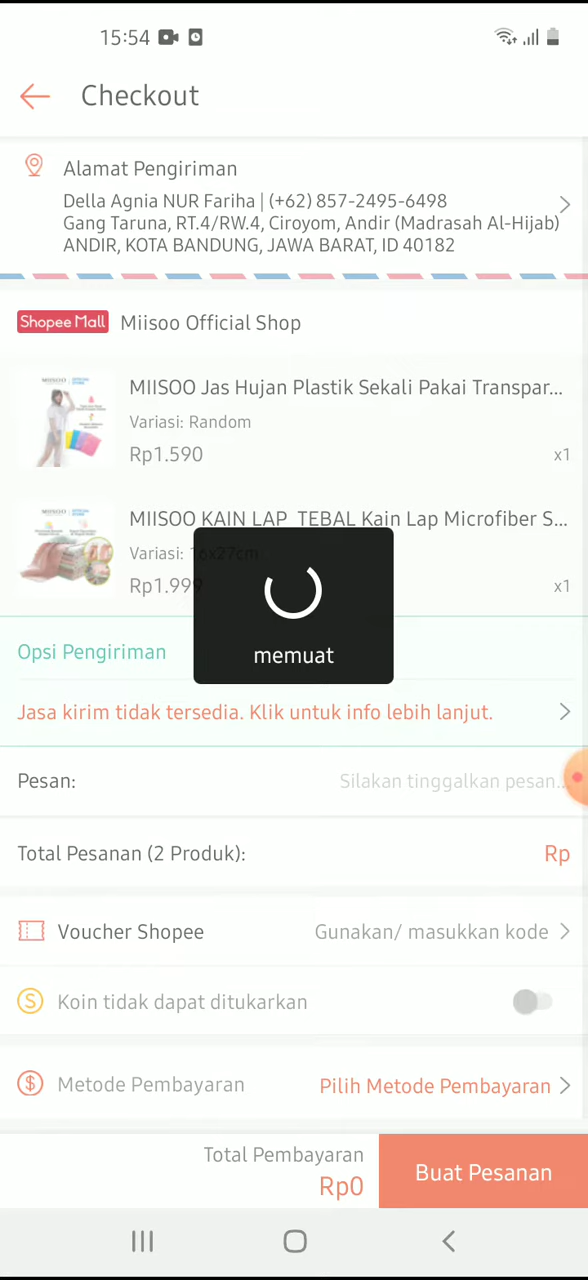 15:54
Checkout
Alamat Pengiriman
Della Agnia NUR Fariha | (+62) 857-2495-6498
Gang Taruna, RT.4/RW.4, Ciroyom, Andir (Madrasah Al-Hijab)
ANDIR, KOTA BANDUNG, JAWA BARAT, ID 40182
Shopee Mall Miisoo Official Shop
MIISOO
MIISOO Jas Hujan Plastik Sekali Pakai Transpar...
Variasi: Random
Rp1.590 x1
MIISOO
MIISOO KAIN LAP TEBAL Kain Lap Microfiber S...
Variasi: 16x27cm
Rp1.999 x1
memuat
Opsi Pengiriman
Jasa kirim tidak tersedia. Klik untuk info lebih lanjut.
Pesan: Silakan tinggalkan pesan...
Total Pesanan (2 Produk): Rp
Voucher Shopee Gunakan/ masukkan kode
Koin tidak dapat ditukarkan
Metode Pembayaran Pilih Metode Pembayaran
Total Pembayaran
Rp0
Buat Pesanan